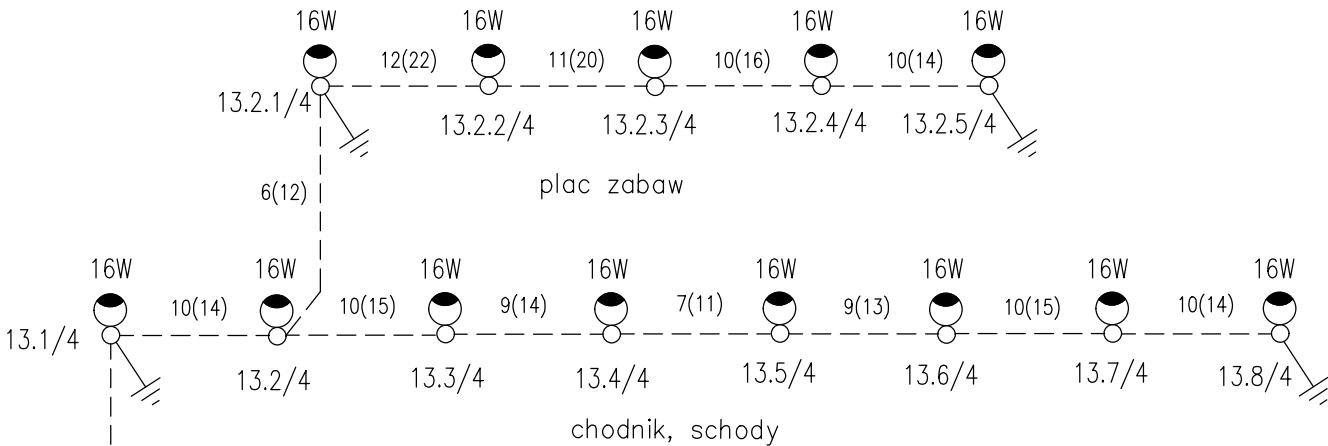 16W 16W 16W 16W 16W
12(22) 11(20) 10(16) 10(14)
13.2.1/4 13.2.2/4 13.2.3/4 13.2.4/4 13.2.5/4
6(12)
plac zabaw
16W 16W 16W 16W 16W 16W 16W 16W
10(14) 10(15) 9(14) 7(11) 9(13) 10(15) 10(14)
13.1/4 13.2/4 13.3/4 13.4/4 13.5/4 13.6/4 13.7/4 13.8/4
chodnik, schody